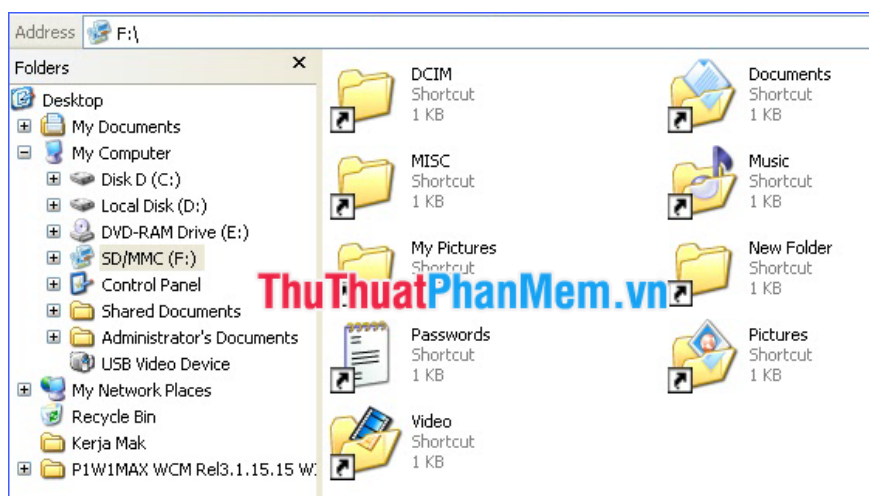 Address F:\
Folders
Desktop
My Documents
My Computer
Disk D (C:)
Local Disk (D:)
DVD-RAM Drive (E:)
SD/MMC (F:)
Control Panel
Shared Documents
Administrator's Documents
USB Video Device
My Network Places
Recycle Bin
Kerja Mak
P1W1MAX WCM Rel3.1.15.15
DCIM
Shortcut
1 KB
Documents
Shortcut
1 KB
MISC
Shortcut
1 KB
Music
Shortcut
1 KB
My Pictures
Shortcut
New Folder
Shortcut
1 KB
ThuThuatPhanMem.vn
Passwords
Shortcut
1 KB
Pictures
Shortcut
1 KB
Video
Shortcut
1 KB